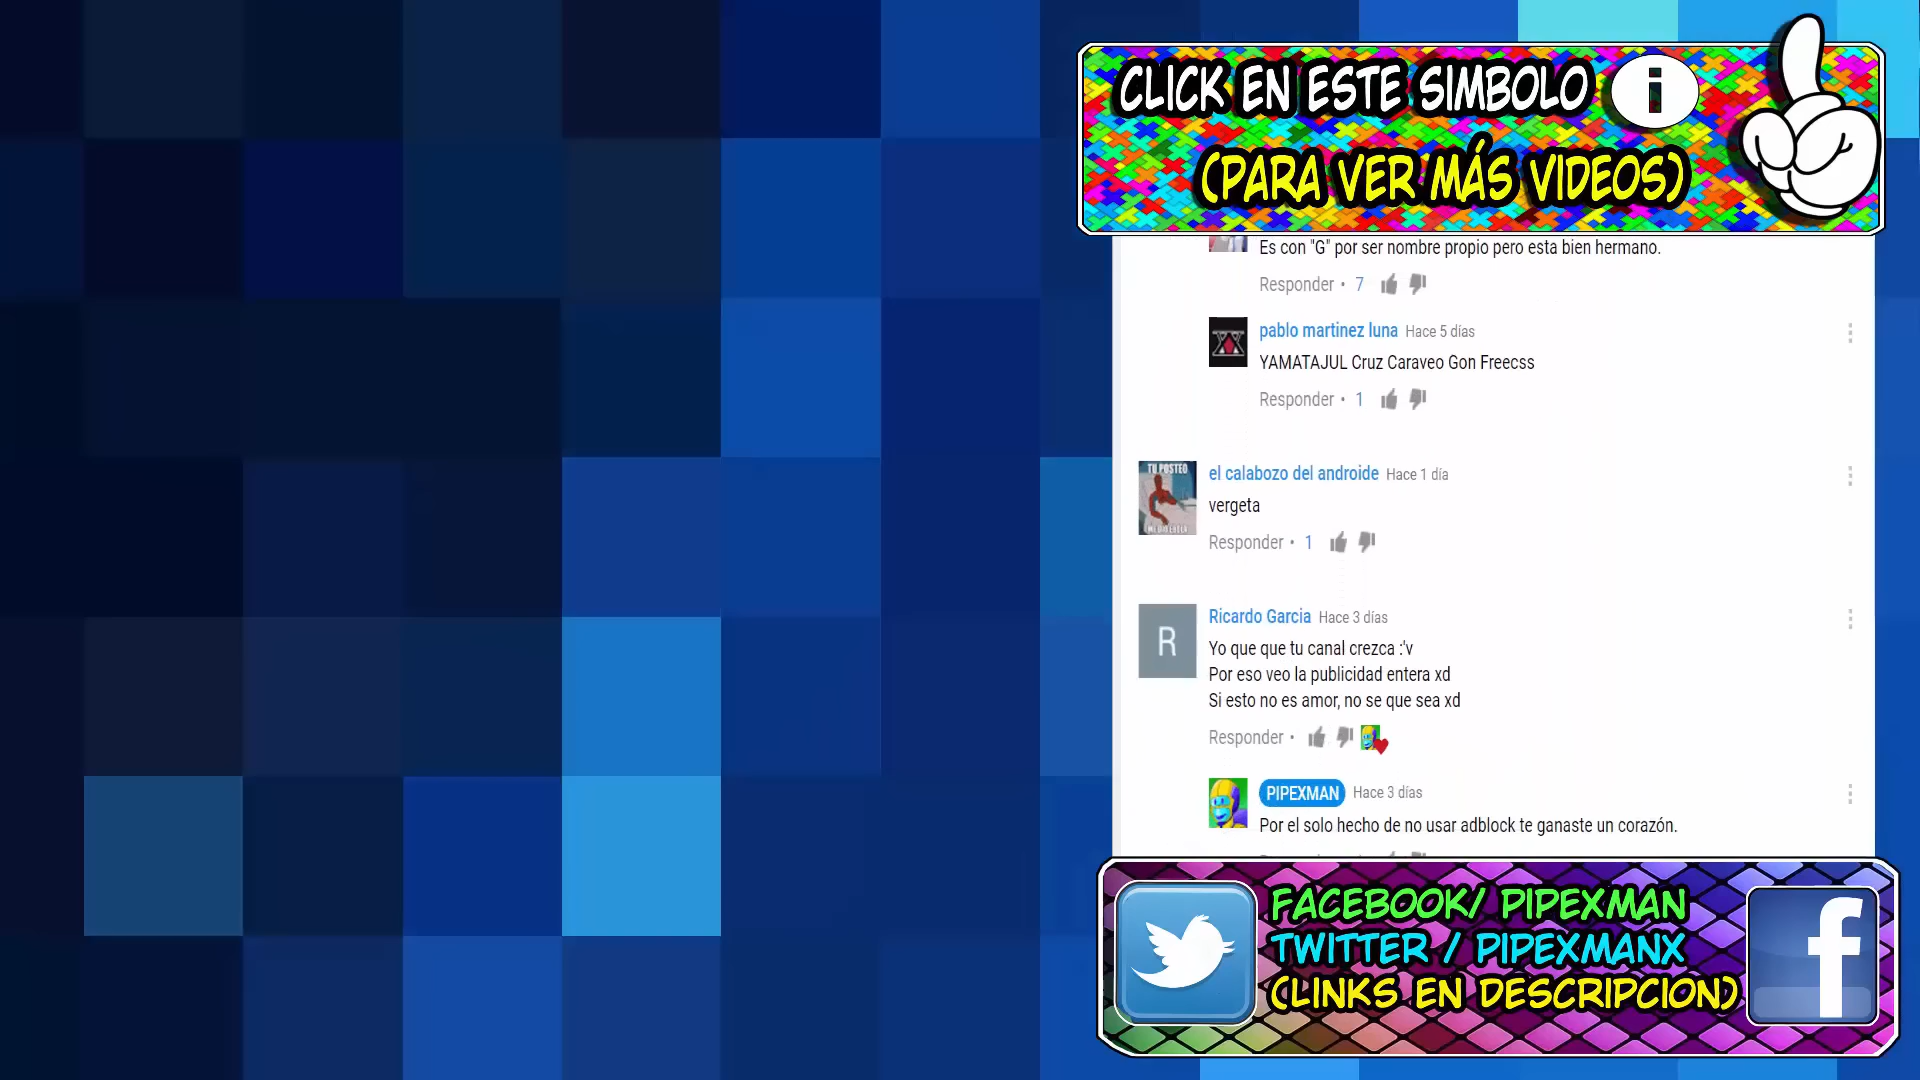 CLICK EN ESTE SIMBOLO i
(PARA VER MÁS VIDEOS)
Es con "G" por ser nombre propio pero esta bien hermano.
Responder • 7
pablo martinez luna Hace 5 días
YAMATAJUL Cruz Caraveo Gon Freecss
Responder • 1
TU POSTEO
el calabozo del androide Hace 1 día
vergeta
Responder • 1
R
Ricardo Garcia Hace 3 días
Yo que que tu canal crezca :'v
Por eso veo la publicidad entera xd
Si esto no es amor, no se que sea xd
Responder •
PIPEXMAN Hace 3 días
Por el solo hecho de no usar adblock te ganaste un corazón.
FACEBOOK/ PIPEXMAN
TWITTER / PIPEXMANX
(LINKS EN DESCRIPCION)
f